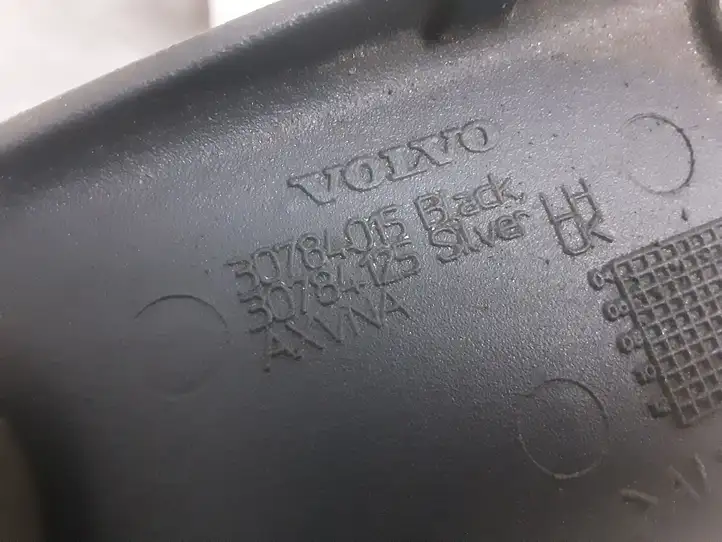 VOLVO
30784015 Black, LH
30784125 Silver UK
AXVNA